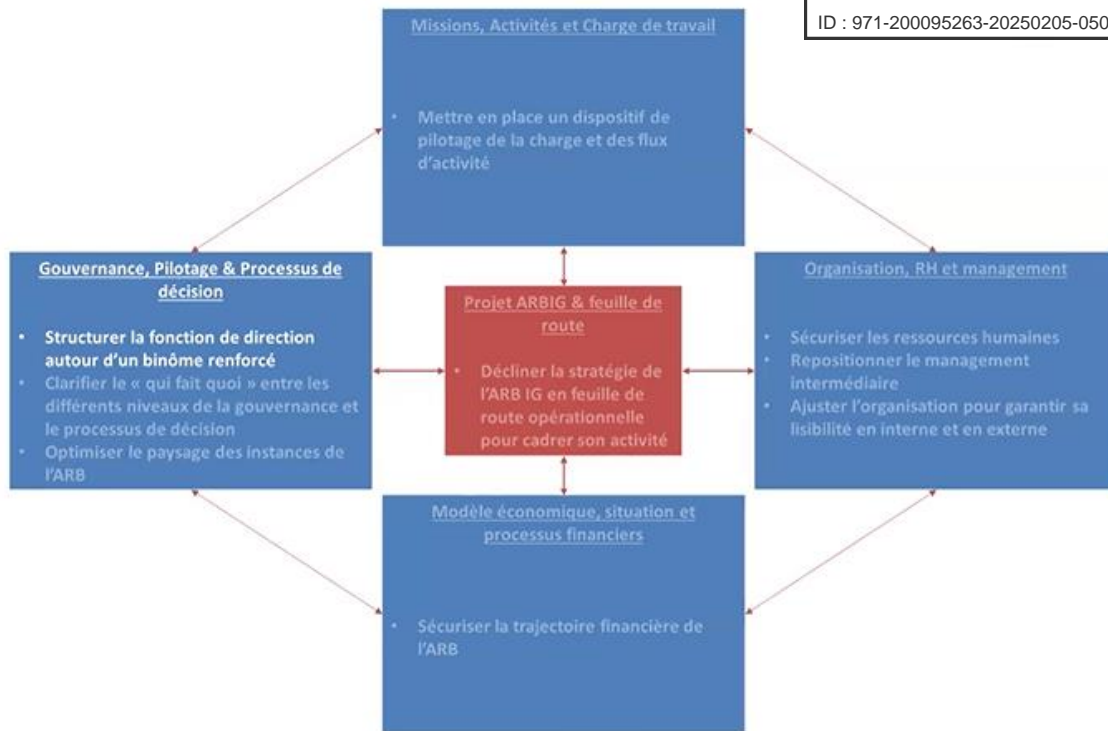 ID : 971-200095263-20250205-050
Missions, Activités et Charge de travail
• Mettre en place un dispositif de
pilotage de la charge et des flux
d'activité
Gouvernance, Pilotage & Processus de
décision
• Structurer la fonction de direction
autour d'un binôme renforcé
• Clarifier le « qui fait quoi » entre les
différents niveaux de la gouvernance et
le processus de décision
• Optimiser le paysage des instances de
l'ARB
Projet ARBIG & feuille de
route
• Décliner la stratégie de
l'ARB IG en feuille de
route opérationnelle
pour cadrer son activité
Organisation, RH et management
• Sécuriser les ressources humaines
• Repositionner le management
intermédiaire
• Ajuster l'organisation pour garantir sa
lisibilité en interne et en externe
Modèle économique, situation et
processus financiers
• Sécuriser la trajectoire financière de
l'ARB